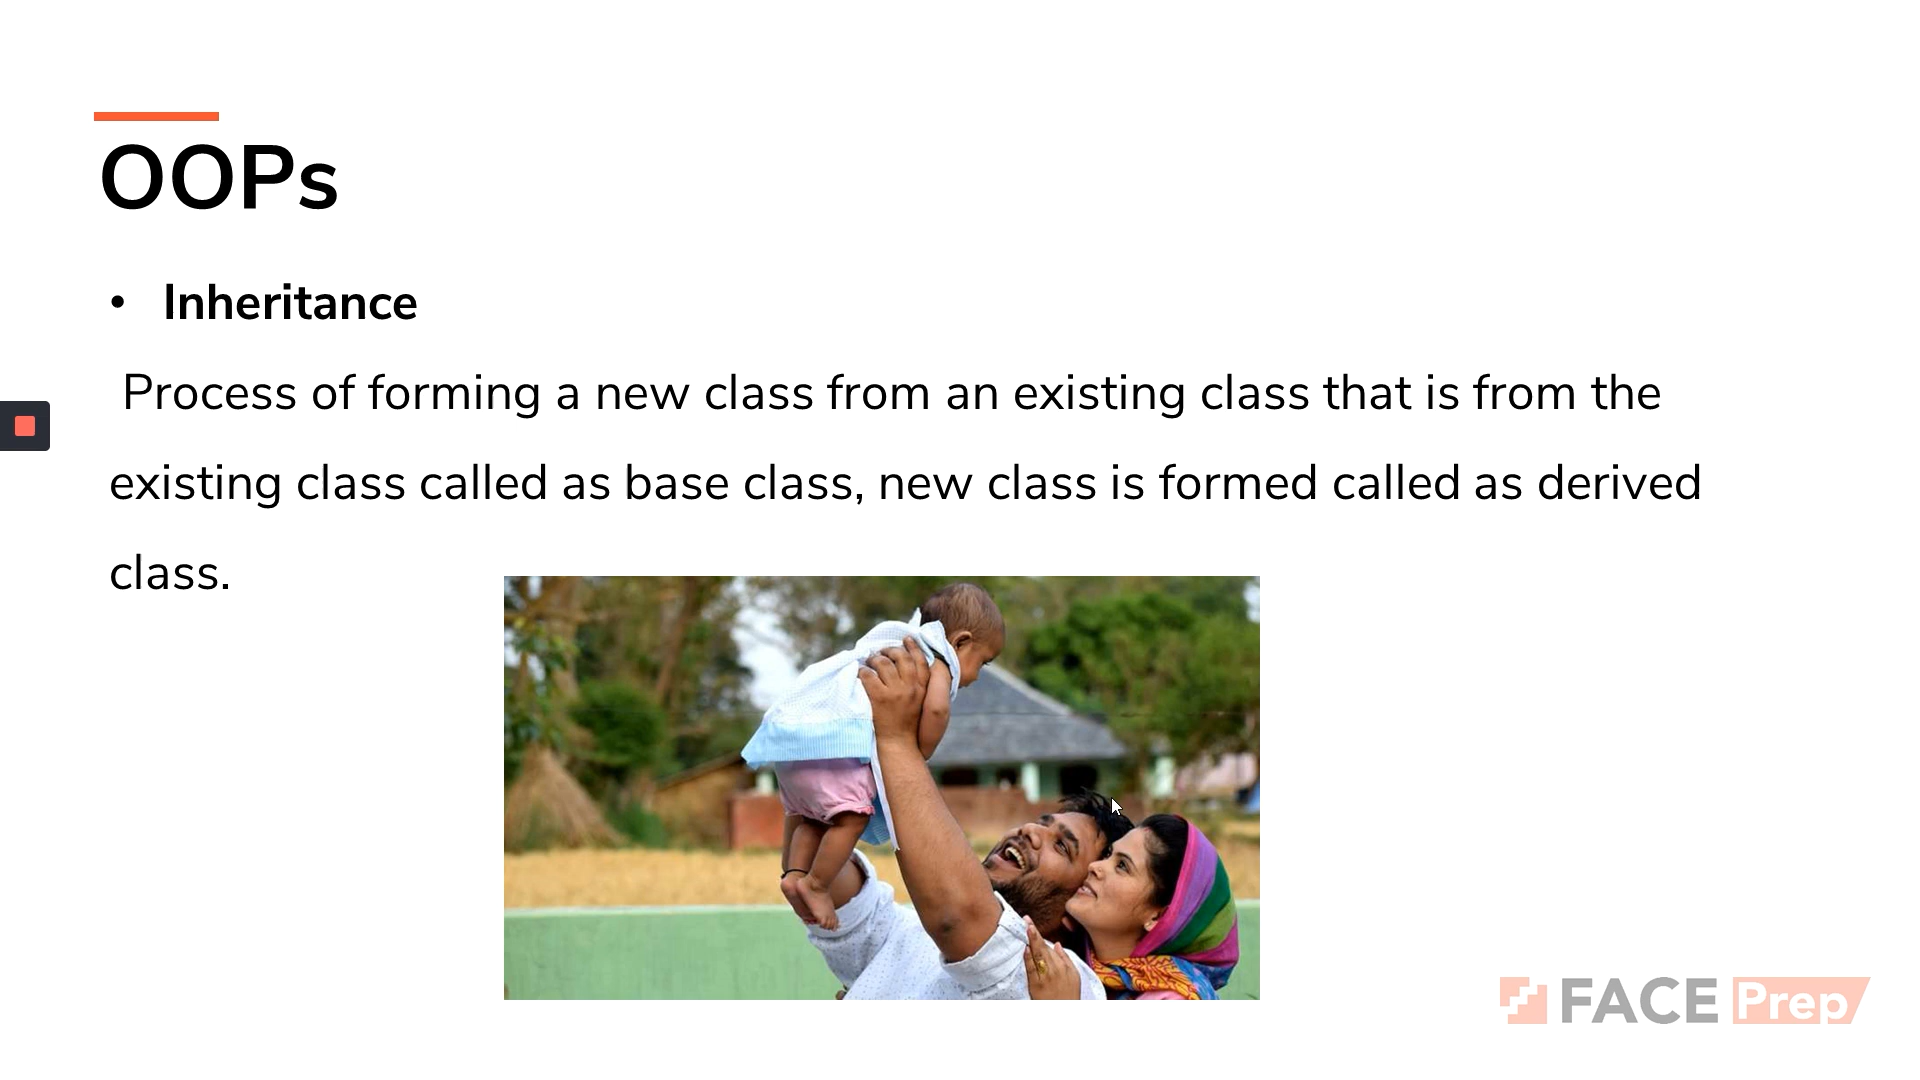 OOPs
• Inheritance
Process of forming a new class from an existing class that is from the
existing class called as base class, new class is formed called as derived
class.
FACE Prep